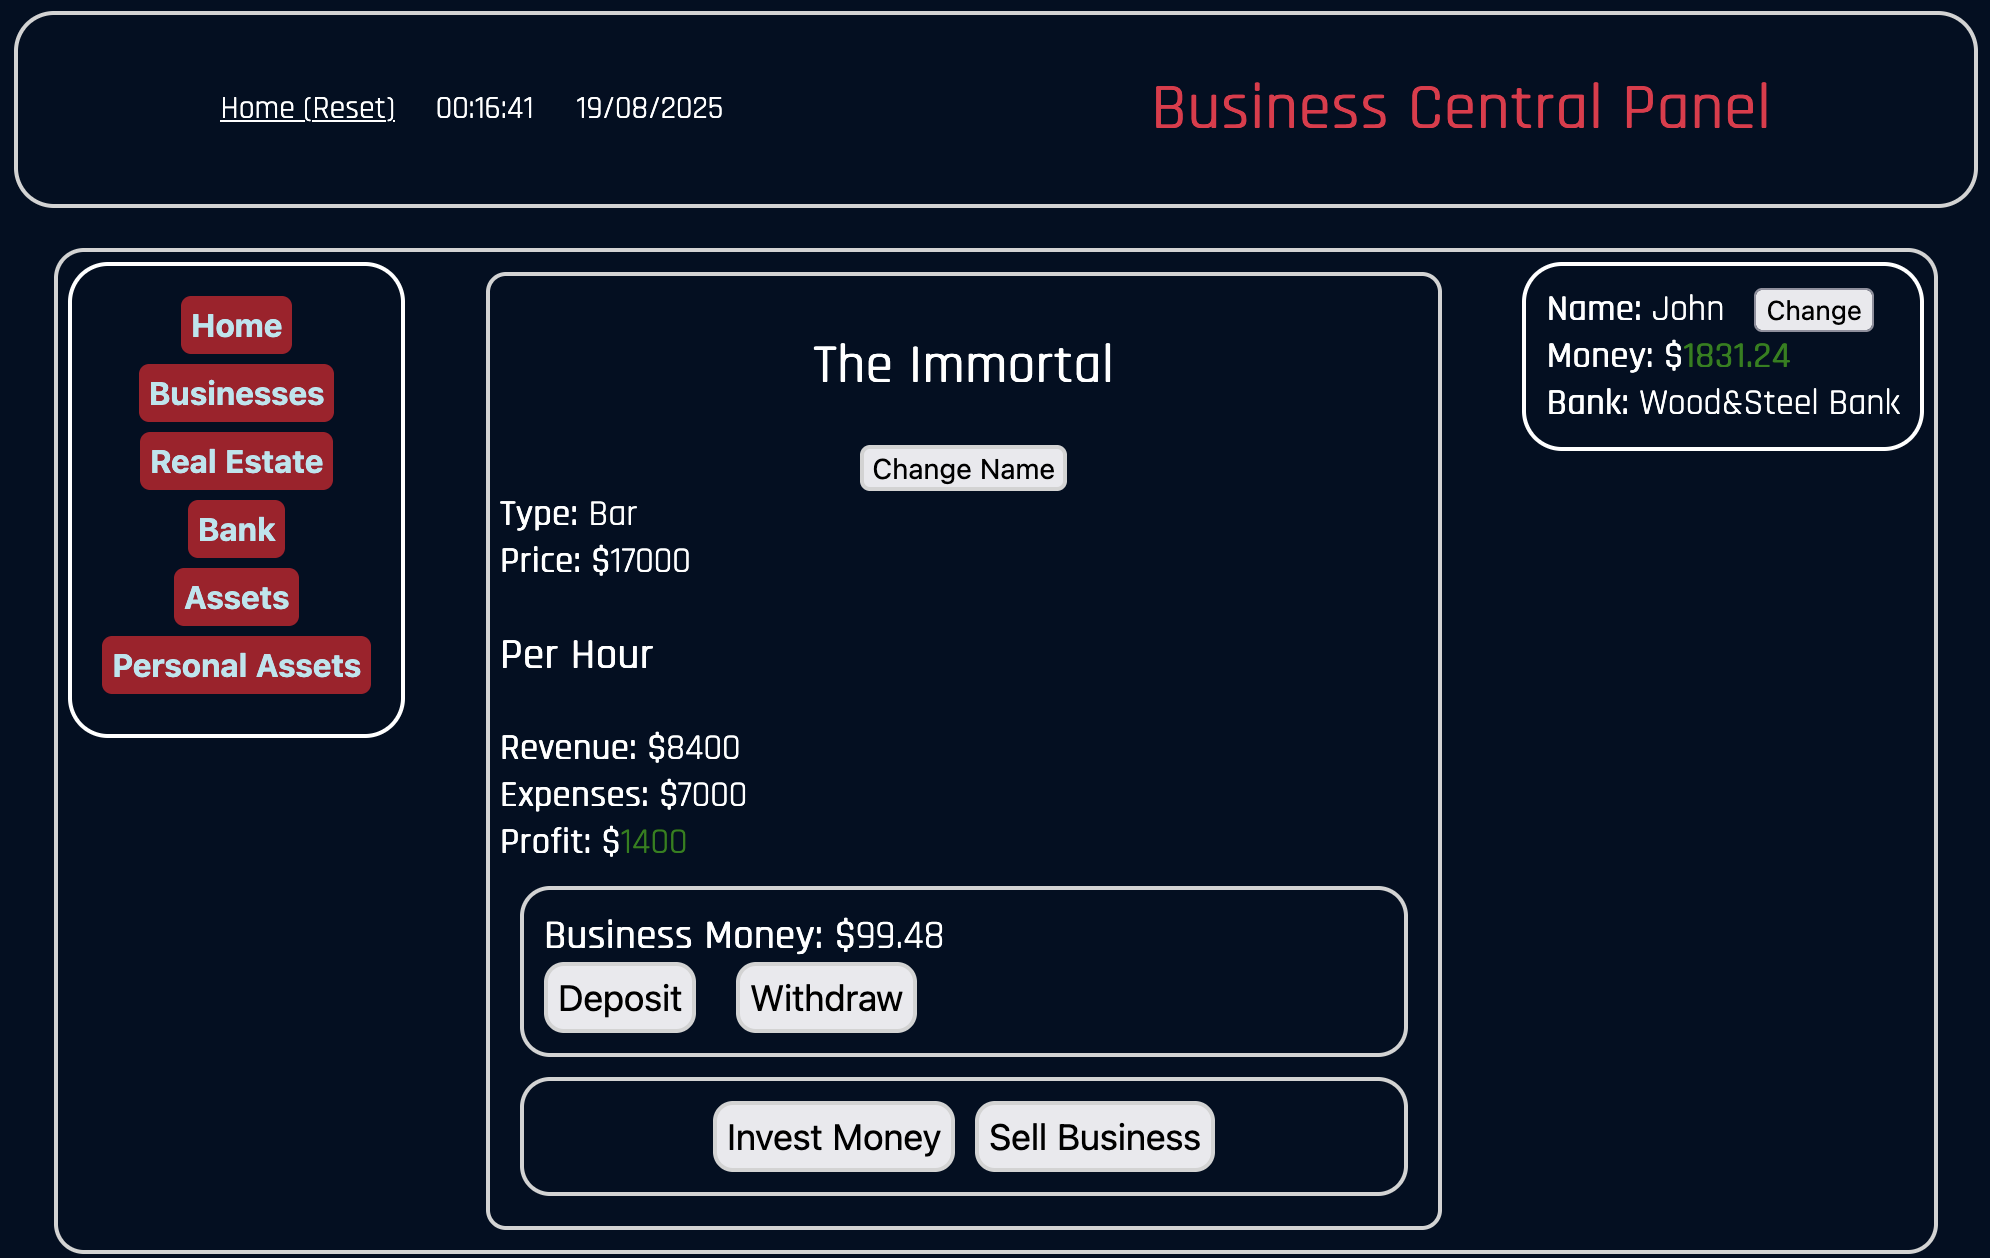 Home (Reset) 00:16:41 19/08/2025 Business Central Panel
Home
Businesses
Real Estate
Bank
Assets
Personal Assets
The Immortal
Change Name
Type: Bar
Price: $17000
Per Hour
Revenue: $8400
Expenses: $7000
Profit: $1400
Business Money: $99.48
Deposit Withdraw
Invest Money Sell Business
Name: John Change
Money: $1831.24
Bank: Wood&Steel Bank